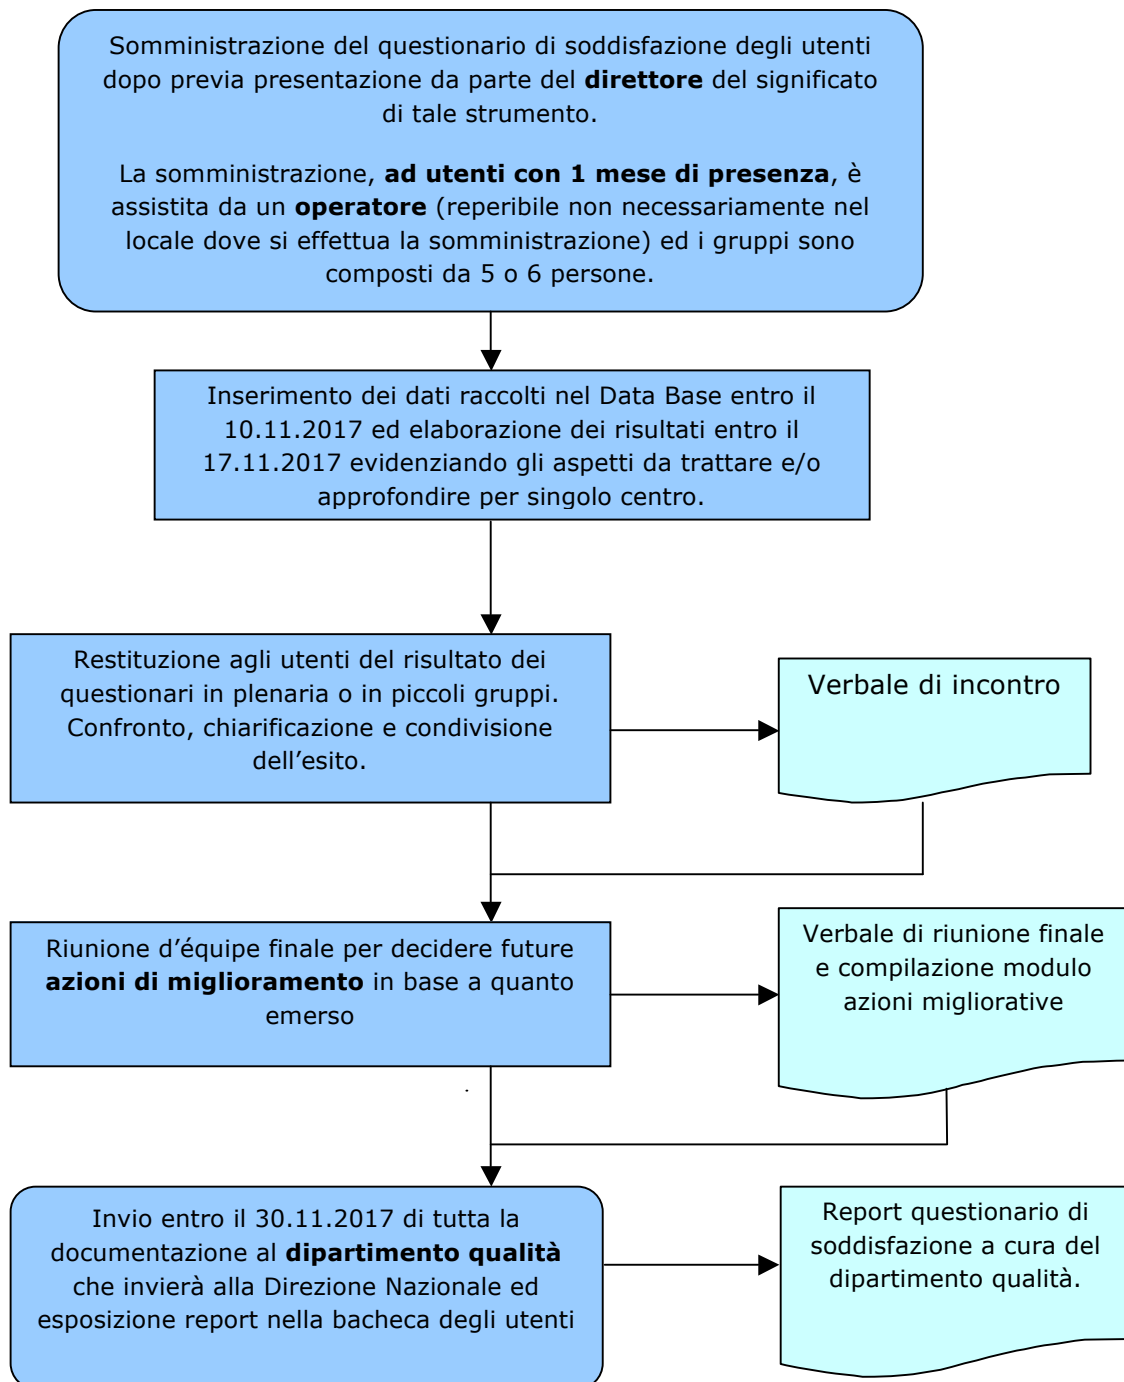 Somministrazione del questionario di soddisfazione degli utenti
dopo previa presentazione da parte del direttore del significato
di tale strumento.
La somministrazione, ad utenti con 1 mese di presenza, è
assistita da un operatore (reperibile non necessariamente nel
locale dove si effettua la somministrazione) ed i gruppi sono
composti da 5 o 6 persone.
Inserimento dei dati raccolti nel Data Base entro il
10.11.2017 ed elaborazione dei risultati entro il
17.11.2017 evidenziando gli aspetti da trattare e/o
approfondire per singolo centro.
Restituzione agli utenti del risultato dei
questionari in plenaria o in piccoli gruppi.
Confronto, chiarificazione e condivisione
dell’esito.
Verbale di incontro
Riunione d’équipe finale per decidere future
azioni di miglioramento in base a quanto
emerso
Verbale di riunione finale
e compilazione modulo
azioni migliorative
.
Invio entro il 30.11.2017 di tutta la
documentazione al dipartimento qualità
che invierà alla Direzione Nazionale ed
esposizione report nella bacheca degli utenti
Report questionario di
soddisfazione a cura del
dipartimento qualità.